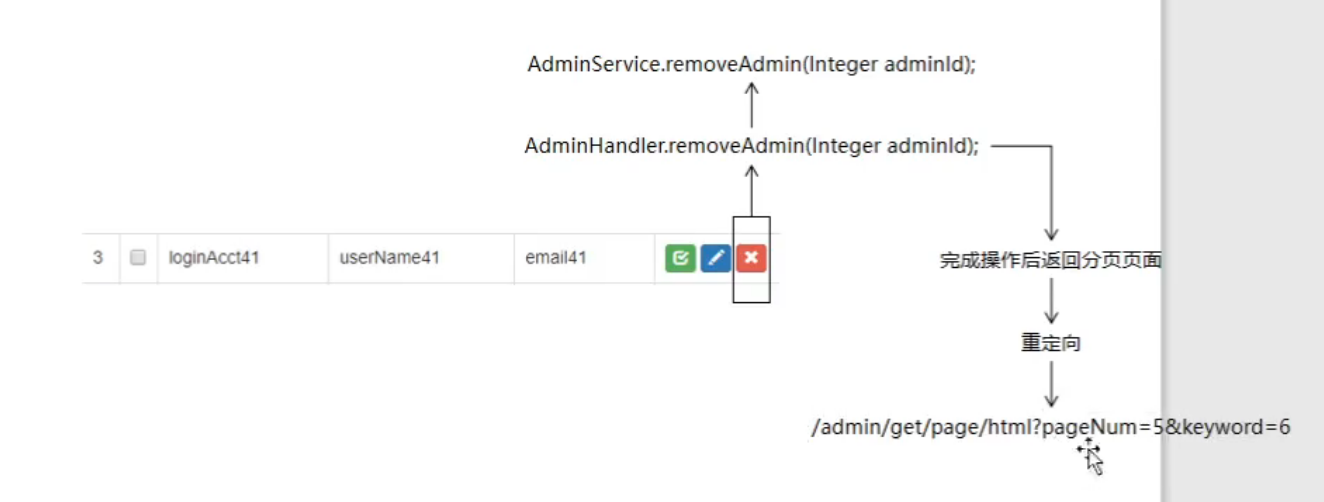 AdminService.removeAdmin(Integer adminId);
AdminHandler.removeAdmin(Integer adminId);
3 loginAcct41 userName41 email41
完成操作后返回分页页面
重定向
/admin/get/page/html?pageNum=5&keyword=6